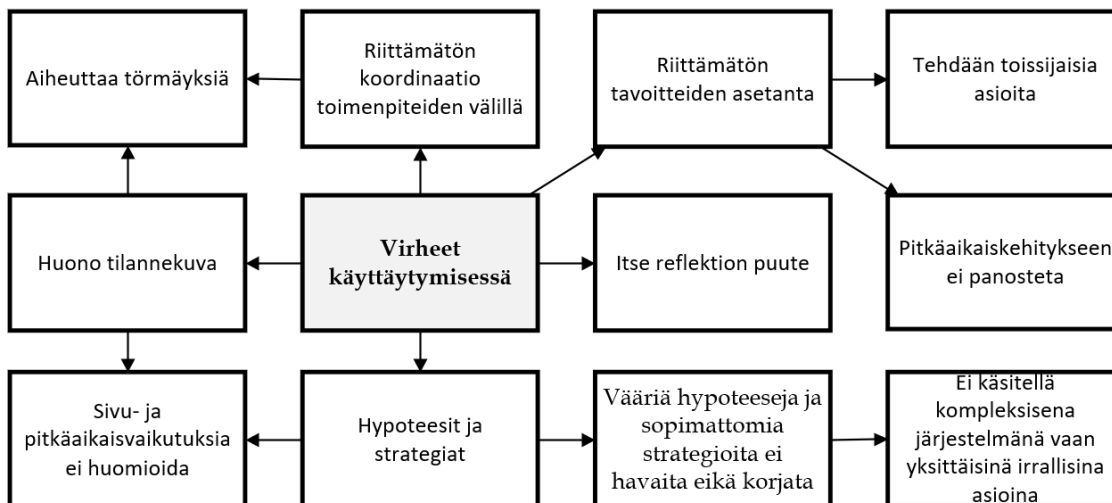 Aiheuttaa törmäyksiä
Riittämätön
koordinaatio
toimenpiteiden välillä
Riittämätön
tavoitteiden asetanta
Tehdään toissijaisia
asioita
Huono tilannekuva
Virheet
käyttäytymisessä
Itse reflektion puute
Pitkäaikaiskehitykseen
ei panosteta
Sivu- ja
pitkäaikaisvaikutuksia
ei huomioida
Hypoteesit ja
strategiat
Vääriä hypoteeseja ja
sopimattomia
strategioita ei
havaita eikä korjata
Ei käsitellä
kompleksisena
järjestelmänä vaan
yksittäisinä irrallisina
asioina